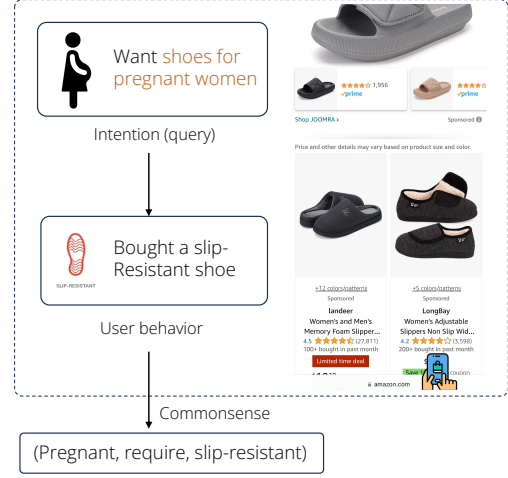 Want shoes for
pregnant women
Intention (query)
Bought a slip-
Resistant shoe
SLIP-RESISTANT
User behavior
Commonsense
(Pregnant, require, slip-resistant)
1,956
prime
prime
Shop JOOMRA ›
Sponsored
Price and other details may vary based on product size and color.
+12 colors/patterns
Sponsored
landeer
Women's and Men's
Memory Foam Slipper...
4.5 (27,811)
100+ bought in past month
Limited time deal
+5 colors/patterns
Sponsored
LongBay
Women's Adjustable
Slippers Non Slip Wid...
4.2 (3,598)
200+ bought in past month
Save
coupon
amazon.com